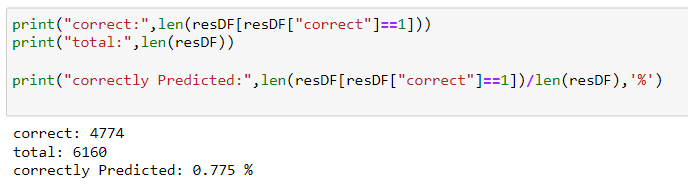 print("correct:",len(resDF[resDF["correct"]==1]))
print("total:",len(resDF))
print("correctly Predicted:",len(resDF[resDF["correct"]==1])/len(resDF),'%')
correct: 4774
total: 6160
correctly Predicted: 0.775 %